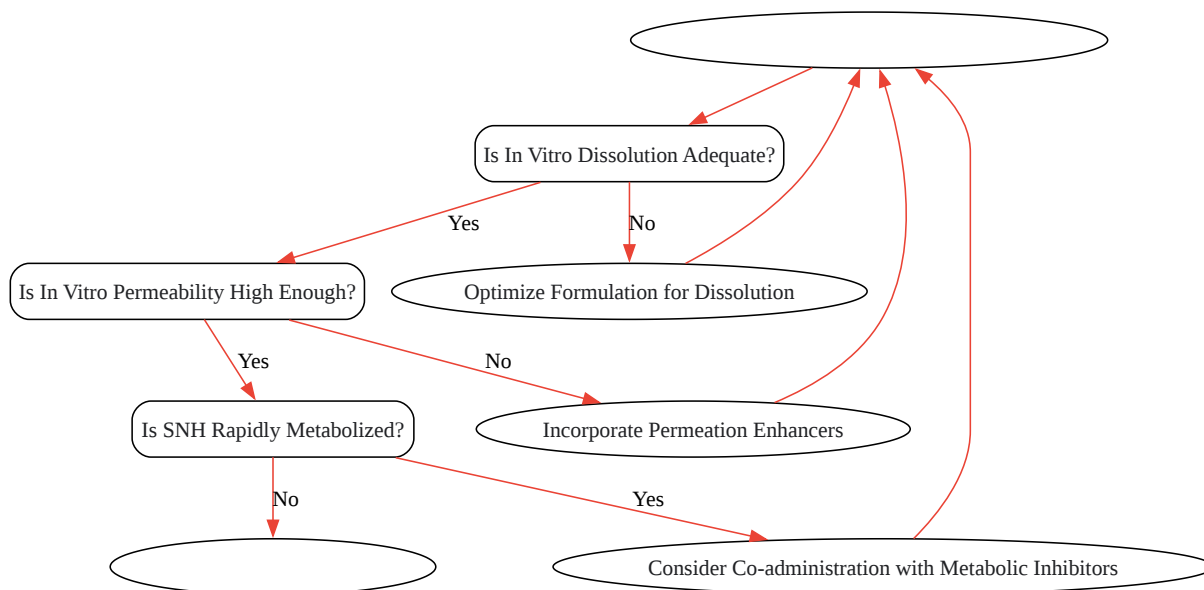 Is In Vitro Dissolution Adequate?
Yes
No
Is In Vitro Permeability High Enough?
Optimize Formulation for Dissolution
Yes
No
Is SNH Rapidly Metabolized?
Incorporate Permeation Enhancers
No
Yes
Consider Co-administration with Metabolic Inhibitors